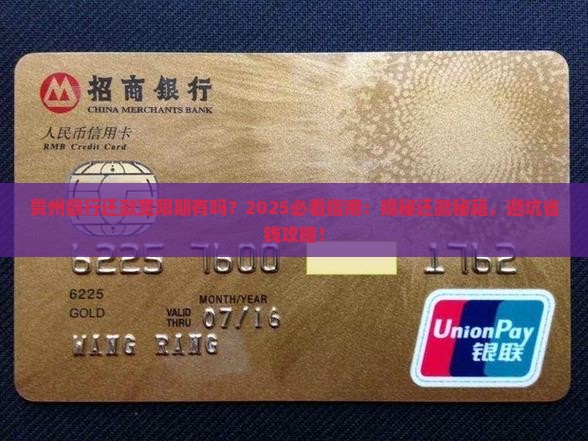 招商銀行
CHINA MERCHANTS BANK
人民币信用卡
RMB Credit Card
贵州银行还款宽限期有吗？2025必看指南：揭秘还款秘籍，避坑省
钱攻略！
6225 7600 1762
6225
MONTH/YEAR
GOLD
VALID
THRU 07/16
WANG RANG
UnionPay
银联